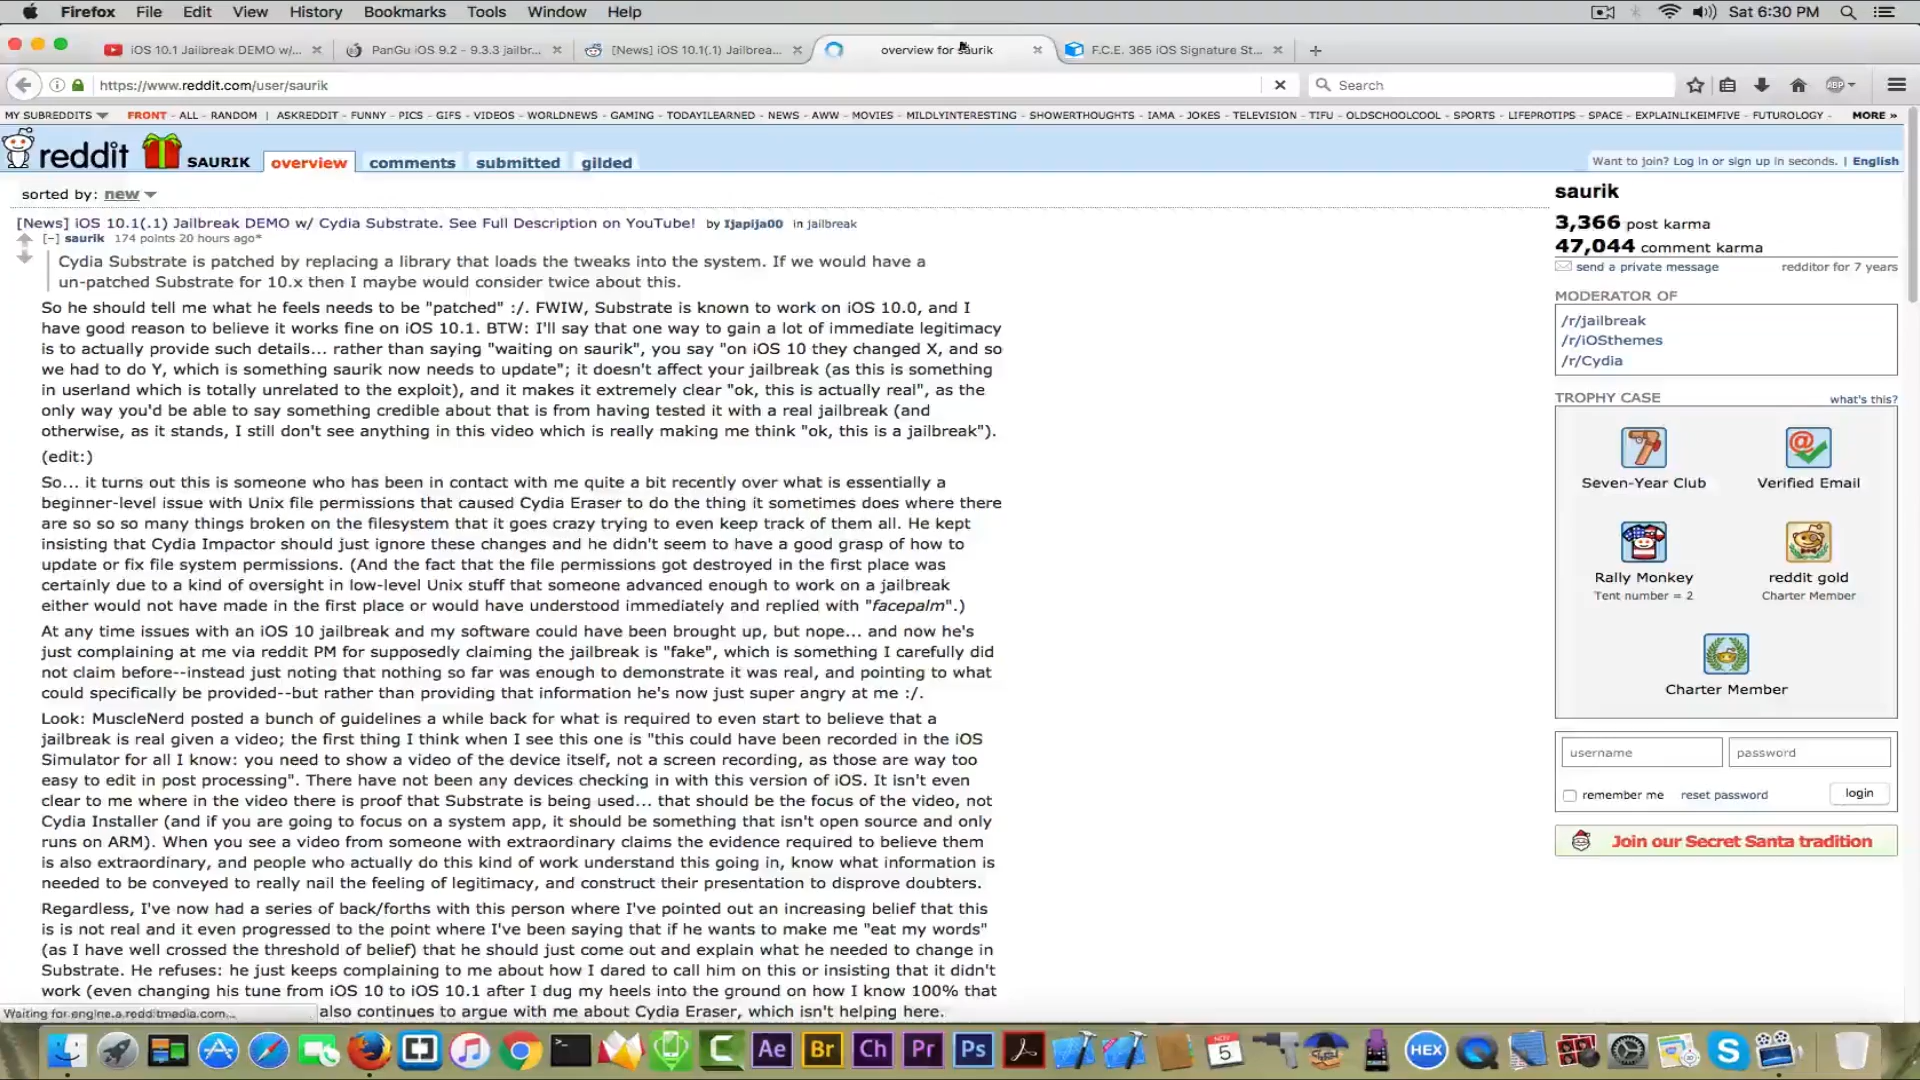 Firefox File Edit View History Bookmarks Tools Window Help Sat 6:30 PM
iOS 10.1 Jailbreak DEMO w/... PanGu iOS 9.2 - 9.3.3 jailbr... [News] iOS 10.1(.1) Jailbrea... overview for saurik F.C.E. 365 iOS Signature St...
https://www.reddit.com/user/saurik Search
MY SUBREDDITS FRONT - ALL - RANDOM | ASKREDDIT - FUNNY - PICS - GIFS - VIDEOS - WORLDNEWS - GAMING - TODAYILEARNED - NEWS - AWW - MOVIES - MILDLYINTERESTING - SHOWERTHOUGHTS - IAMA - JOKES - TELEVISION - TIFU - OLDSCHOOLCOOL - SPORTS - LIFEPROTIPS - SPACE - EXPLAINLIKEIMFIVE - FUTUROLOGY - MORE »
reddit SAURIK overview comments submitted gilded
Want to join? Log in or sign up in seconds. | English
sorted by: new
[News] iOS 10.1(.1) Jailbreak DEMO w/ Cydia Substrate. See Full Description on YouTube! by Ijapija00 in jailbreak
[–] saurik 174 points 20 hours ago*
Cydia Substrate is patched by replacing a library that loads the tweaks into the system. If we would have a
un-patched Substrate for 10.x then I maybe would consider twice about this.
So he should tell me what he feels needs to be "patched" :/. FWIW, Substrate is known to work on iOS 10.0, and I
have good reason to believe it works fine on iOS 10.1. BTW: I'll say that one way to gain a lot of immediate legitimacy
is to actually provide such details... rather than saying "waiting on saurik", you say "on iOS 10 they changed X, and so
we had to do Y, which is something saurik now needs to update"; it doesn't affect your jailbreak (as this is something
in userland which is totally unrelated to the exploit), and it makes it extremely clear "ok, this is actually real", as the
only way you'd be able to say something credible about that is from having tested it with a real jailbreak (and
otherwise, as it stands, I still don't see anything in this video which is really making me think "ok, this is a jailbreak").
(edit:)
So... it turns out this is someone who has been in contact with me quite a bit recently over what is essentially a
beginner-level issue with Unix file permissions that caused Cydia Eraser to do the thing it sometimes does where there
are so so so many things broken on the filesystem that it goes crazy trying to even keep track of them all. He kept
insisting that Cydia Impactor should just ignore these changes and he didn't seem to have a good grasp of how to
update or fix file system permissions. (And the fact that the file permissions got destroyed in the first place was
certainly due to a kind of oversight in low-level Unix stuff that someone advanced enough to work on a jailbreak
either would not have made in the first place or would have understood immediately and replied with "facepalm".)
At any time issues with an iOS 10 jailbreak and my software could have been brought up, but nope... and now he's
just complaining at me via reddit PM for supposedly claiming the jailbreak is "fake", which is something I carefully did
not claim before--instead just noting that nothing so far was enough to demonstrate it was real, and pointing to what
could specifically be provided--but rather than providing that information he's now just super angry at me :/.
Look: MuscleNerd posted a bunch of guidelines a while back for what is required to even start to believe that a
jailbreak is real given a video; the first thing I think when I see this one is "this could have been recorded in the iOS
Simulator for all I know: you need to show a video of the device itself, not a screen recording, as those are way too
easy to edit in post processing". There have not been any devices checking in with this version of iOS. It isn't even
clear to me where in the video there is proof that Substrate is being used... that should be the focus of the video, not
Cydia Installer (and if you are going to focus on a system app, it should be something that isn't open source and only
runs on ARM). When you see a video from someone with extraordinary claims the evidence required to believe them
is also extraordinary, and people who actually do this kind of work understand this going in, know what information is
needed to be conveyed to really nail the feeling of legitimacy, and construct their presentation to disprove doubters.
Regardless, I've now had a series of back/forths with this person where I've pointed out an increasing belief that this
is is not real and it even progressed to the point where I've been saying that if he wants to make me "eat my words"
(as I have well crossed the threshold of belief) that he should just come out and explain what he needed to change in
Substrate. He refuses: he just keeps complaining to me about how I dared to call him on this or insisting that it didn't
work (even changing his tune from iOS 10 to iOS 10.1 after I dug my heels into the ground on how I know 100% that
also continues to argue with me about Cydia Eraser, which isn't helping here.
Waiting for engine.a.redditmedia.com...
saurik
3,366 post karma
47,044 comment karma
send a private message redditor for 7 years
MODERATOR OF
/r/jailbreak
/r/iOSthemes
/r/Cydia
TROPHY CASE what's this?
Seven-Year Club
Verified Email
Rally Monkey
Tent number = 2
reddit gold
Charter Member
Charter Member
username password
remember me reset password login
Join our Secret Santa tradition
Ae Br Ch Pr Ps NOV 5 HEX